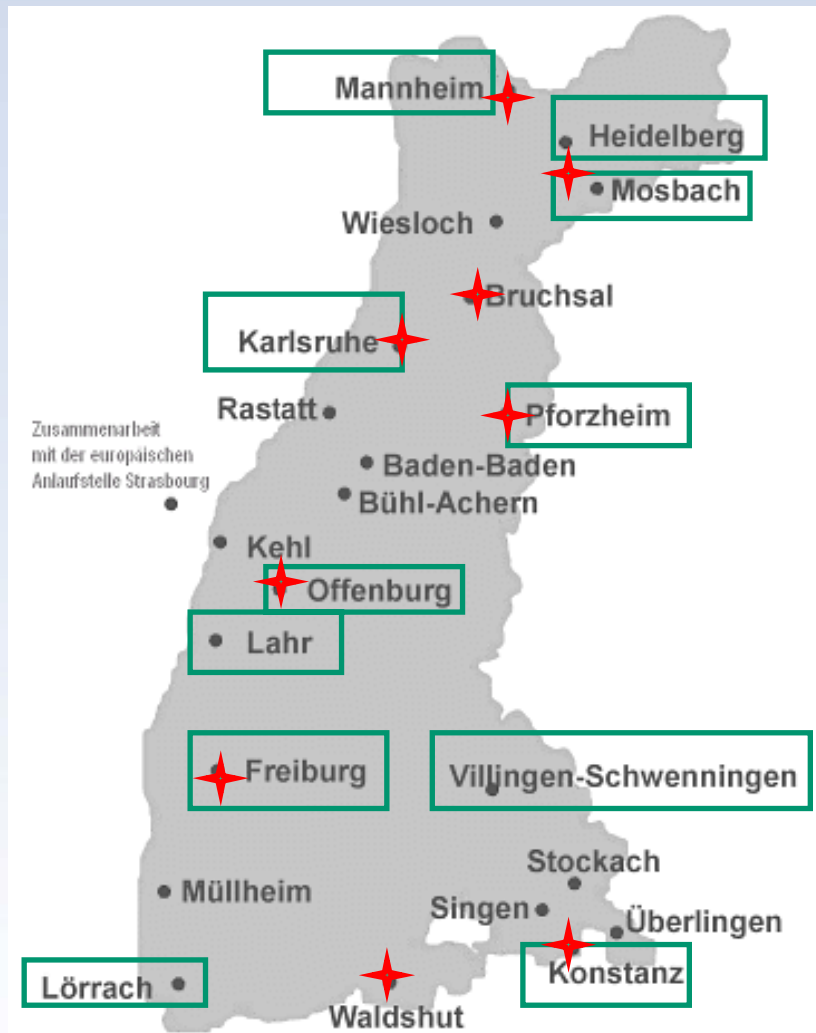 Mannheim
Heidelberg
Mosbach
Wiesloch
Bruchsal
Karlsruhe
Pforzheim
Rastatt
Zusammenarbeit
mit der europäischen
Anlaufstelle Strasbourg
Baden-Baden
Bühl-Achern
Kehl
Offenburg
Lahr
Freiburg
Villingen-Schwenningen
Stockach
Müllheim
Singen
Überlingen
Konstanz
Lörrach
Waldshut